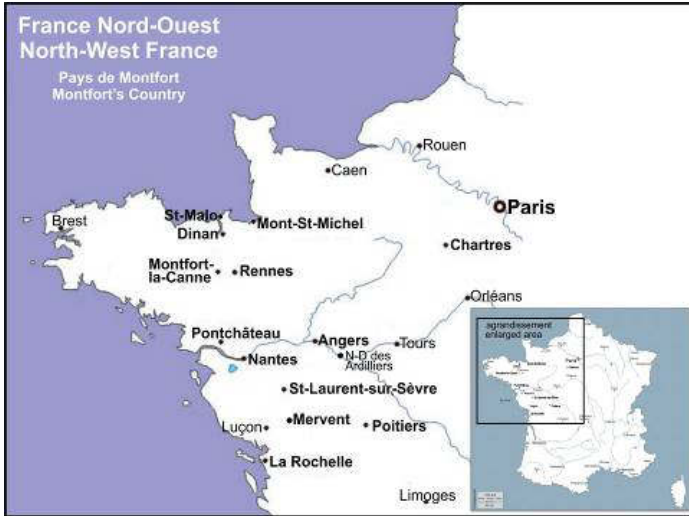 France Nord-Ouest
North-West France
Pays de Montfort
Montfort's Country
Rouen
Caen
Paris
St-Malo
Brest
Mont-St-Michel
Dinan
Chartres
Montfort-
la-Canne
Rennes
Orléans
Pontchâteau
Angers
Tours
N-D des
Ardilliers
Nantes
St-Laurent-sur-Sèvre
Mervent
Luçon
Poitiers
La Rochelle
Limoges
agrandissement
enlarged area
Paris